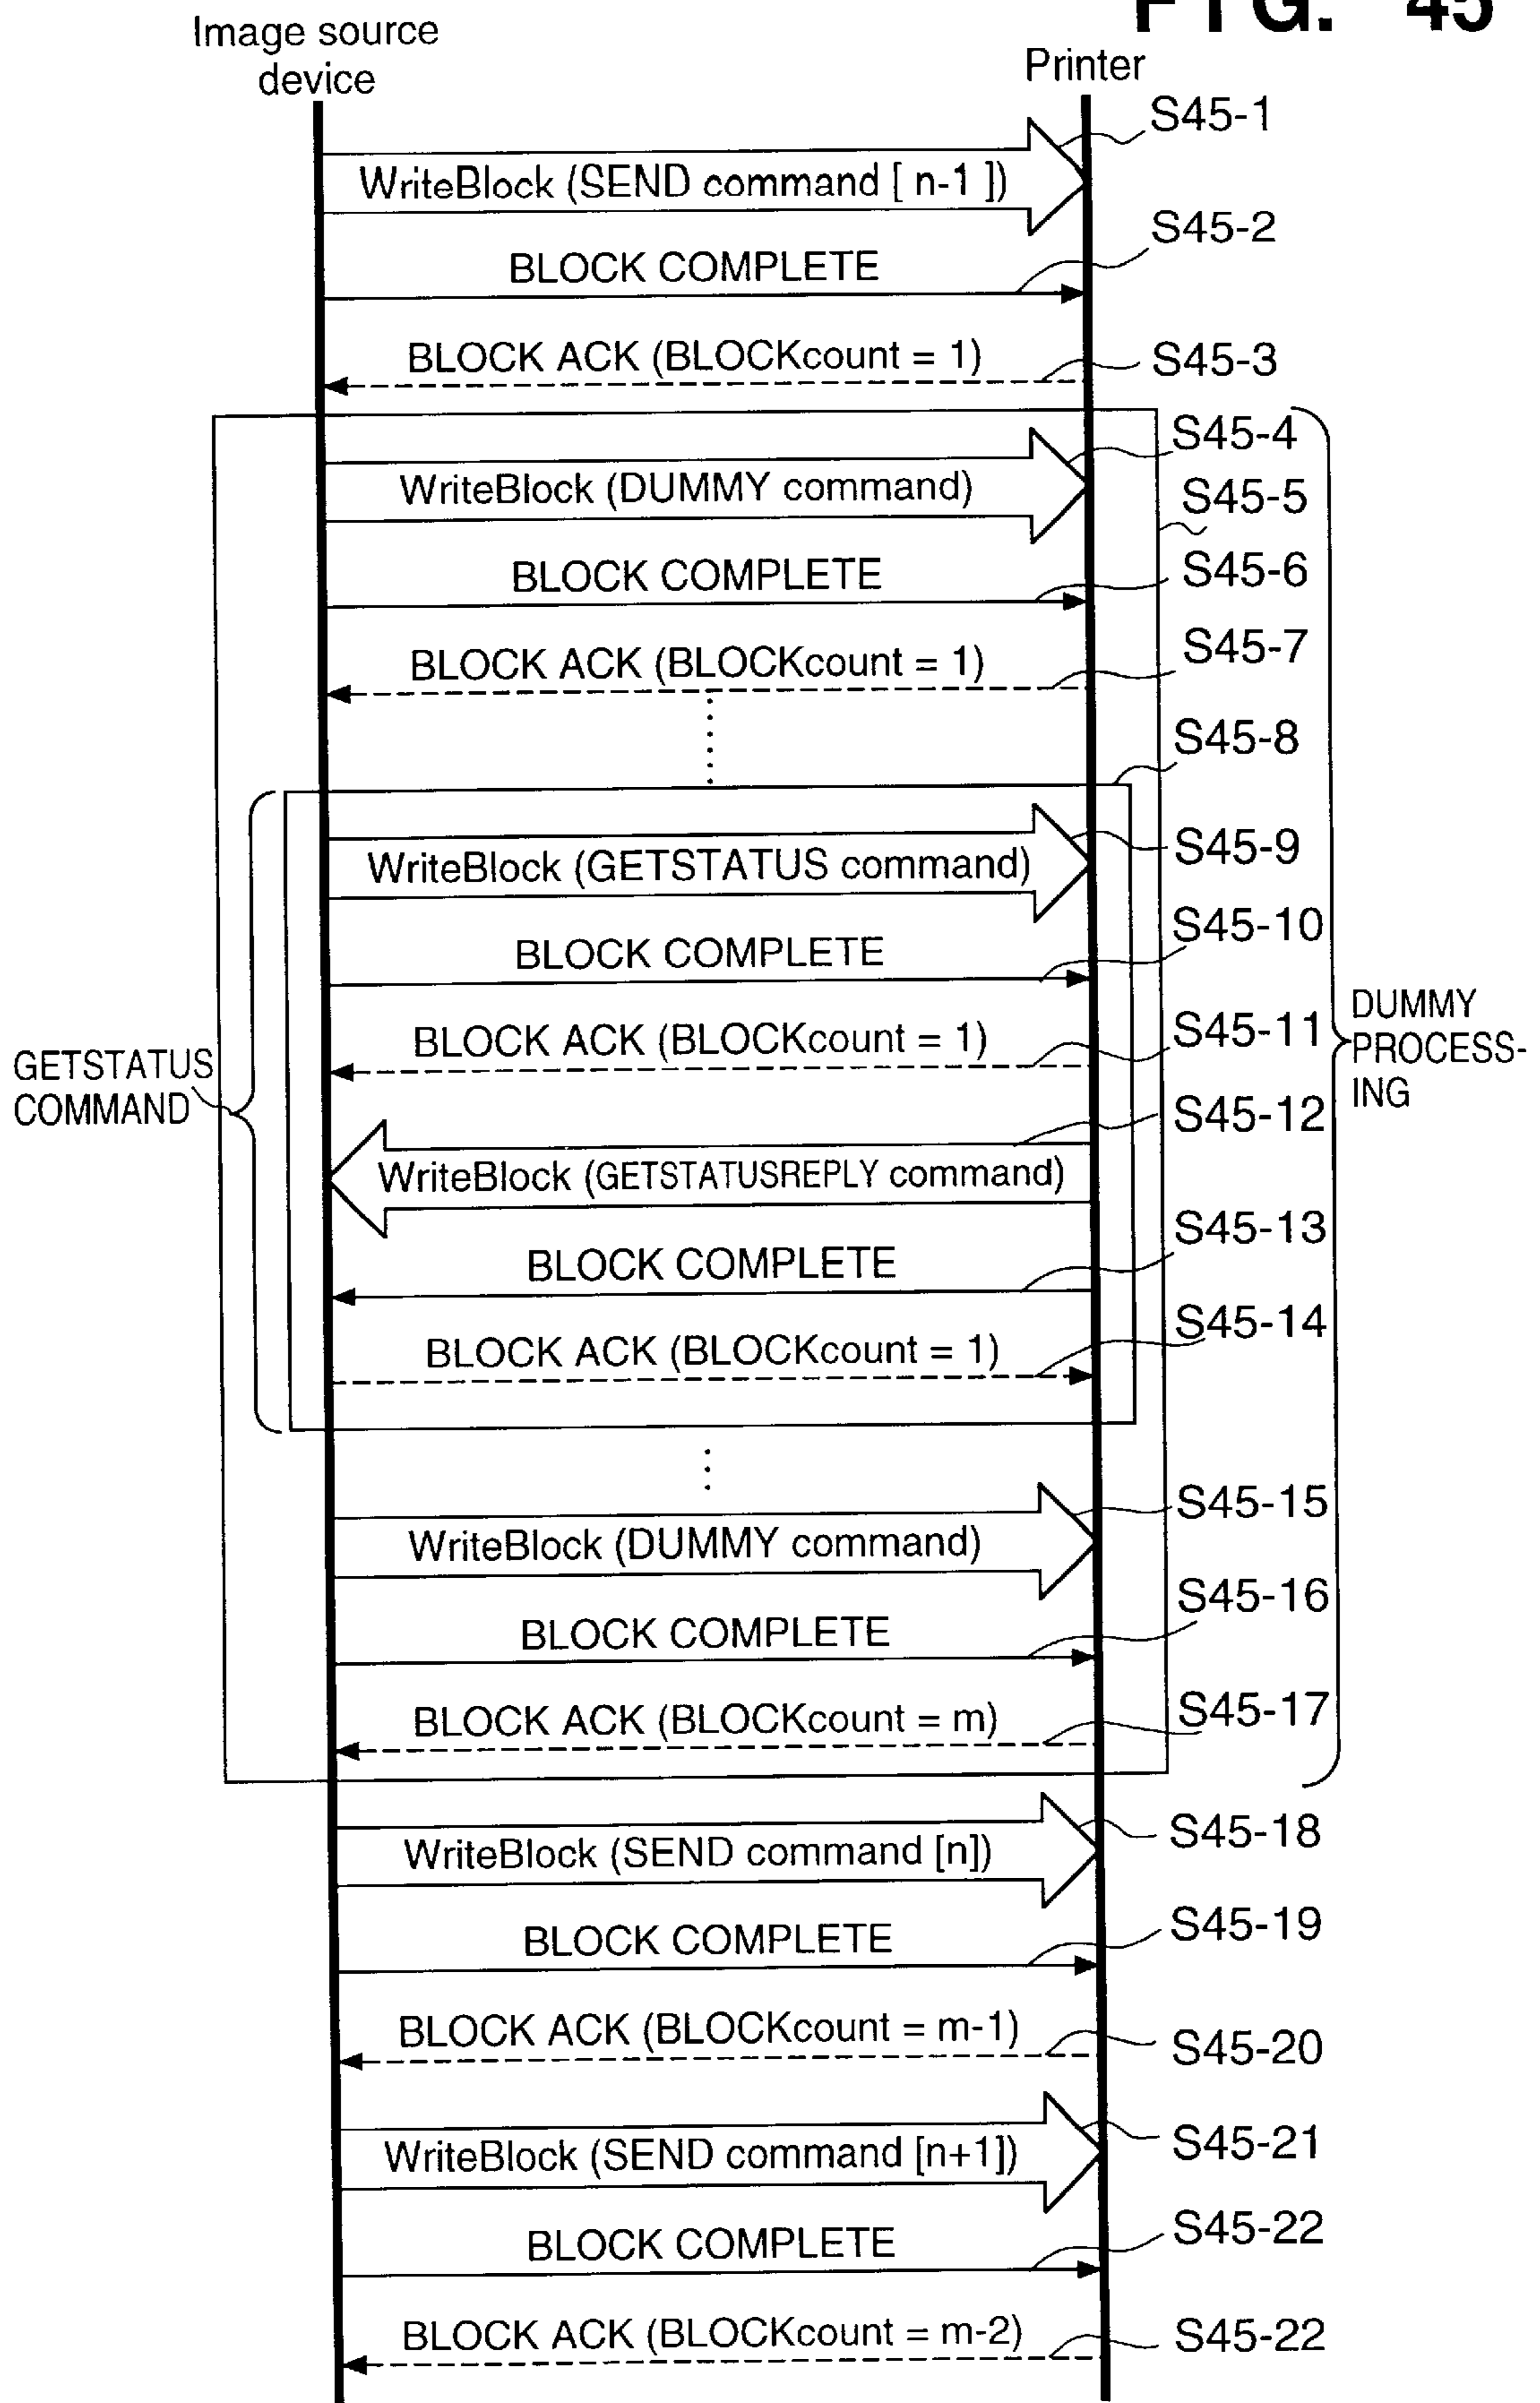 FIG. 45
Image source
device
Printer
S45-1
WriteBlock (SEND command [ n-1 ])
S45-2
BLOCK COMPLETE
BLOCK ACK (BLOCKcount = 1)
S45-3
S45-4
WriteBlock (DUMMY command)
S45-5
BLOCK COMPLETE
S45-6
BLOCK ACK (BLOCKcount = 1)
S45-7
S45-8
WriteBlock (GETSTATUS command)
S45-9
BLOCK COMPLETE
S45-10
BLOCK ACK (BLOCKcount = 1)
S45-11
GETSTATUS
COMMAND
DUMMY
PROCESS-
ING
S45-12
WriteBlock (GETSTATUSREPLY command)
S45-13
BLOCK COMPLETE
S45-14
BLOCK ACK (BLOCKcount = 1)
S45-15
WriteBlock (DUMMY command)
S45-16
BLOCK COMPLETE
S45-17
BLOCK ACK (BLOCKcount = m)
S45-18
WriteBlock (SEND command [n])
S45-19
BLOCK COMPLETE
BLOCK ACK (BLOCKcount = m-1)
S45-20
S45-21
WriteBlock (SEND command [n+1])
S45-22
BLOCK COMPLETE
BLOCK ACK (BLOCKcount = m-2)
S45-22